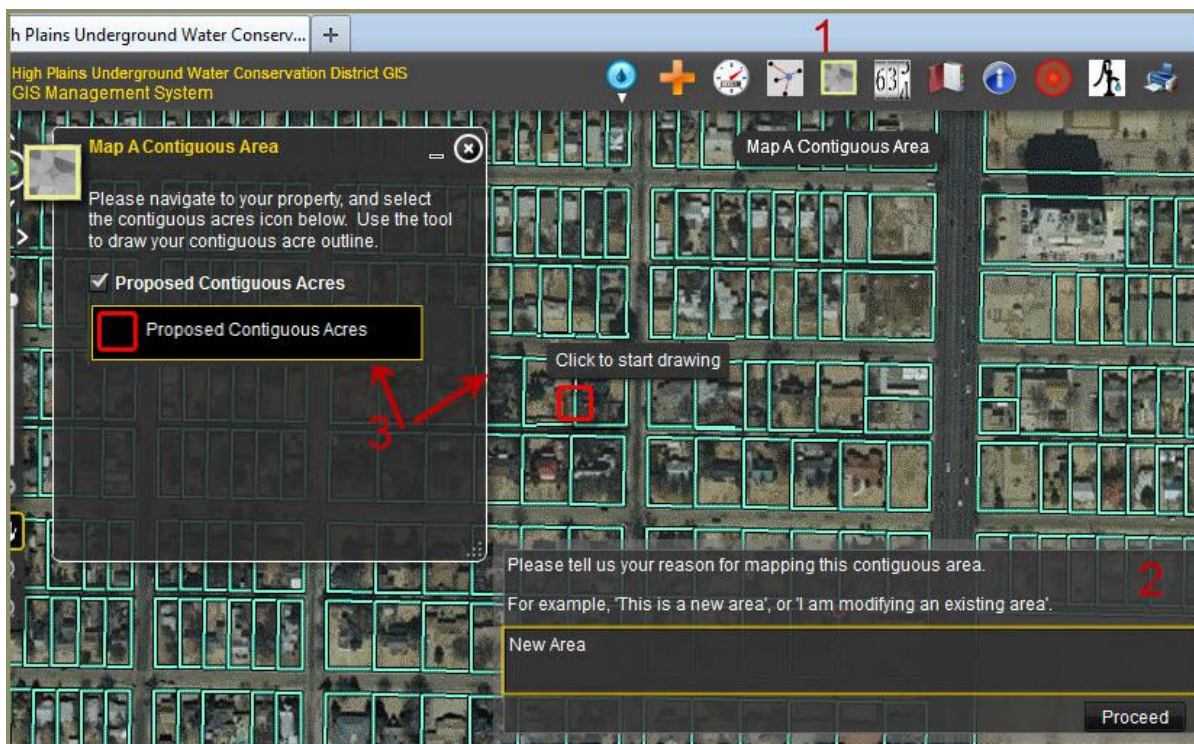 h Plains Underground Water Conserv...
1
High Plains Underground Water Conservation District GIS
GIS Management System
Map A Contiguous Area
Map A Contiguous Area
Please navigate to your property, and select
the contiguous acres icon below. Use the tool
to draw your contiguous acre outline.
Proposed Contiguous Acres
Proposed Contiguous Acres
Click to start drawing
3
Please tell us your reason for mapping this contiguous area.
2
For example, 'This is a new area', or 'I am modifying an existing area'.
New Area
Proceed